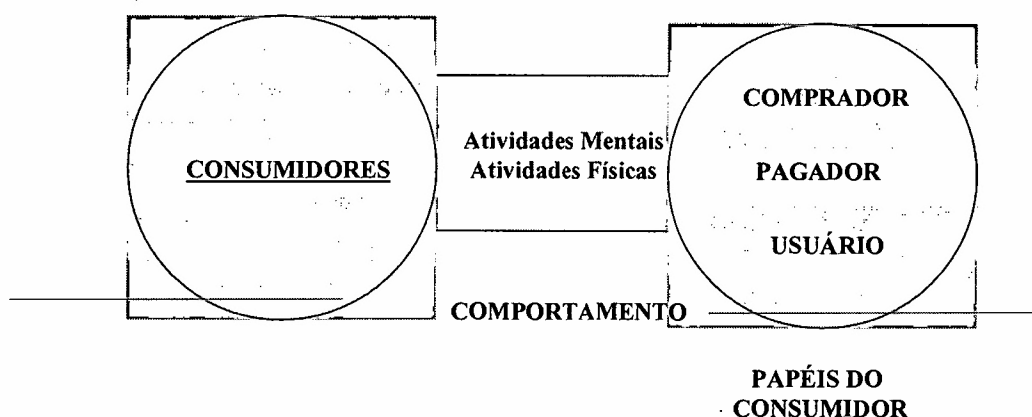 CONSUMIDORES
Atividades Mentais
Atividades Físicas
COMPORTAMENTO
COMPRADOR
PAGADOR
USUÁRIO
PAPÉIS DO
CONSUMIDOR